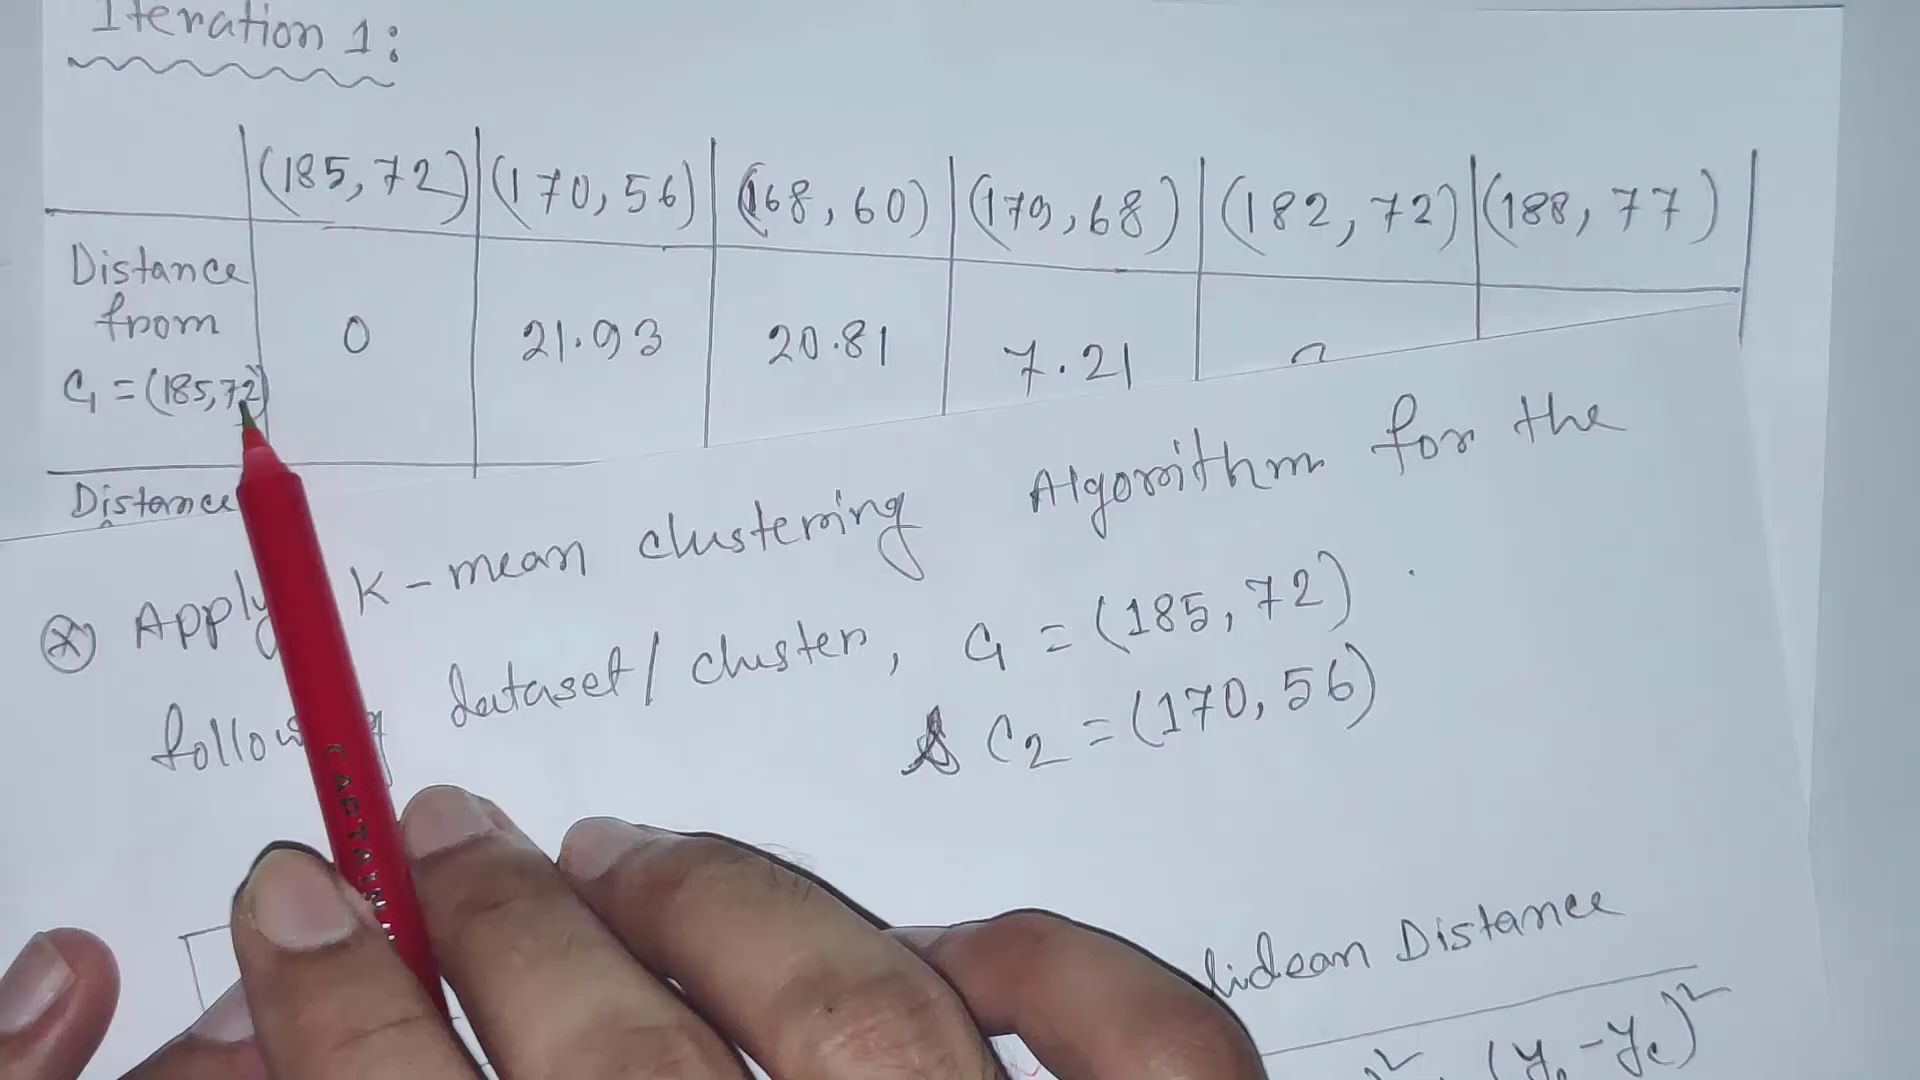 Iteration 1:
(185,72) (170,56) (168,60) (179,68) (182,72) (188,77)
Distance from C1 = (185,72) 0 21.93 20.81 7.21
Distance
Apply K-mean clustering Algorithm for the
dataset/cluster, C1 = (185,72)
& C2 = (170,56)
Distance